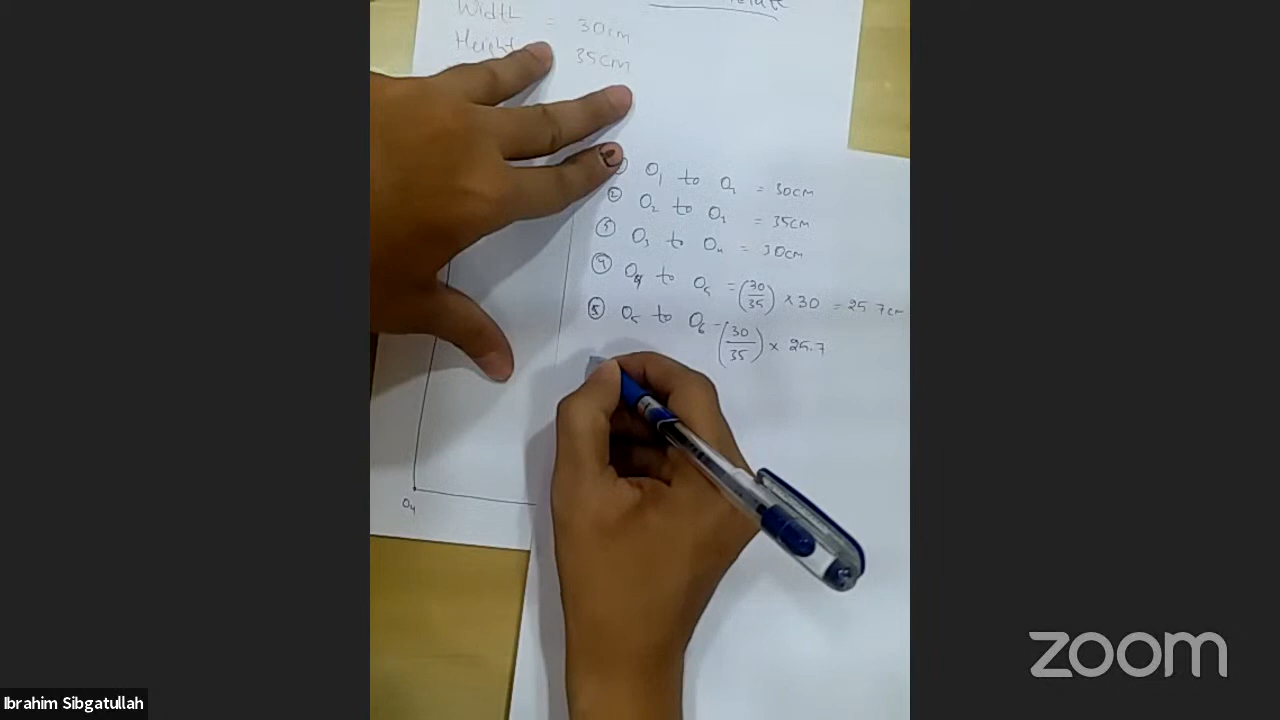 Width = 30cm
Height 35cm
O1 to O2 = 30cm
② O2 to O3 = 35cm
③ O3 to O4 = 30cm
④ O4 to O5 = (30/35) × 30 = 25.7cm
⑤ O5 to O6 = (30/35) × 25.7
O4
Ibrahim Sibgatullah
zoom